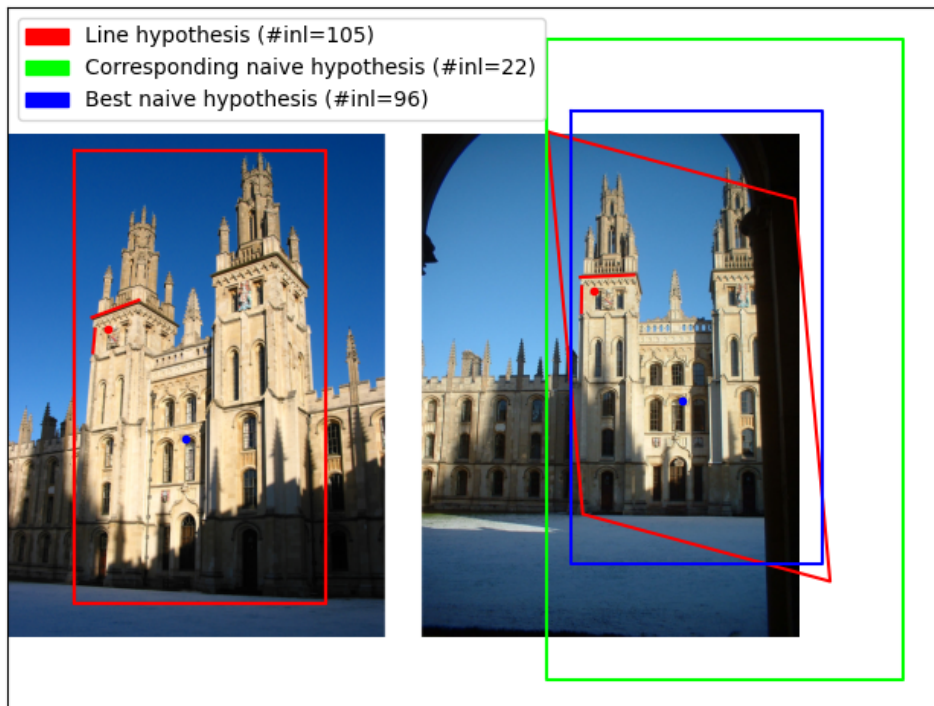 Line hypothesis (#inl=105)
Corresponding naive hypothesis (#inl=22)
Best naive hypothesis (#inl=96)